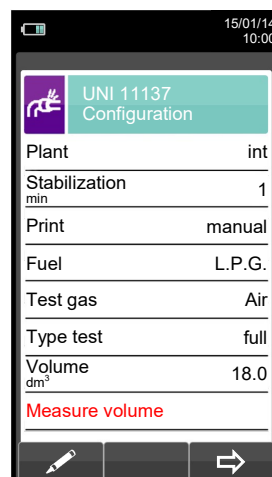 15/01/14
10:00
UNI 11137
Configuration
Plant int
Stabilization 1
min
Print manual
Fuel L.P.G.
Test gas Air
Type test full
Volume 18.0
dm³
Measure volume